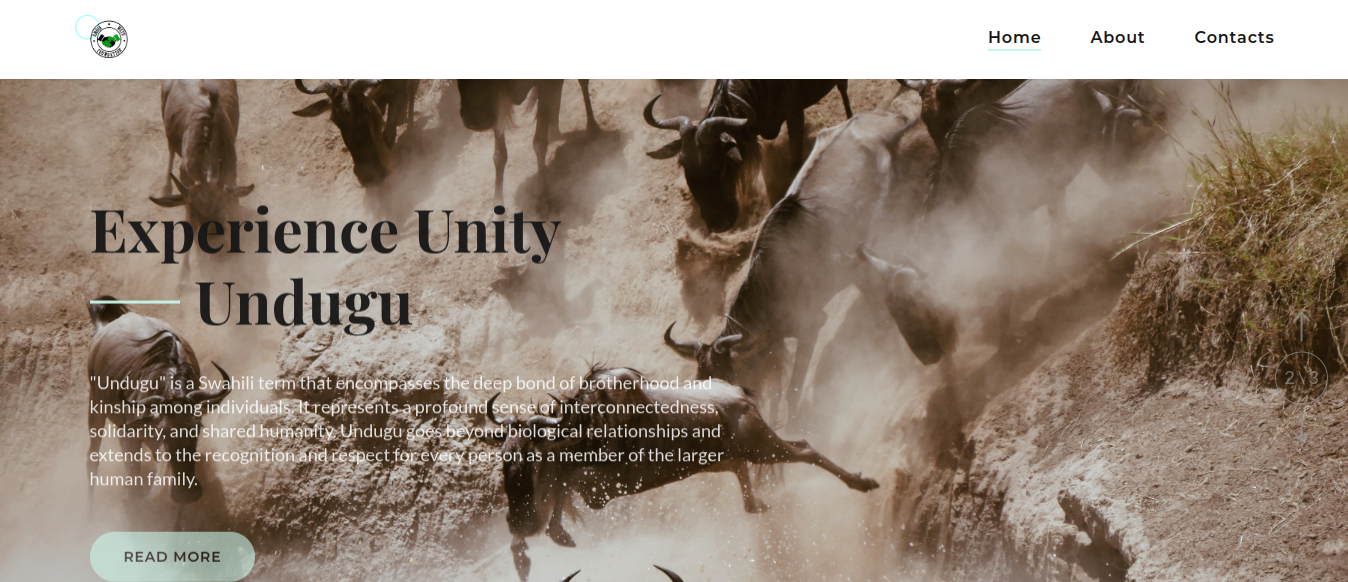 Home About Contacts
Experience Unity
Undugu
"Undugu" is a Swahili term that encompasses the deep bond of brotherhood and
kinship among individuals. It represents a profound sense of interconnectedness,
solidarity, and shared humanity. Undugu goes beyond biological relationships and
extends to the recognition and respect for every person as a member of the larger
human family.
2 \ 3
READ MORE